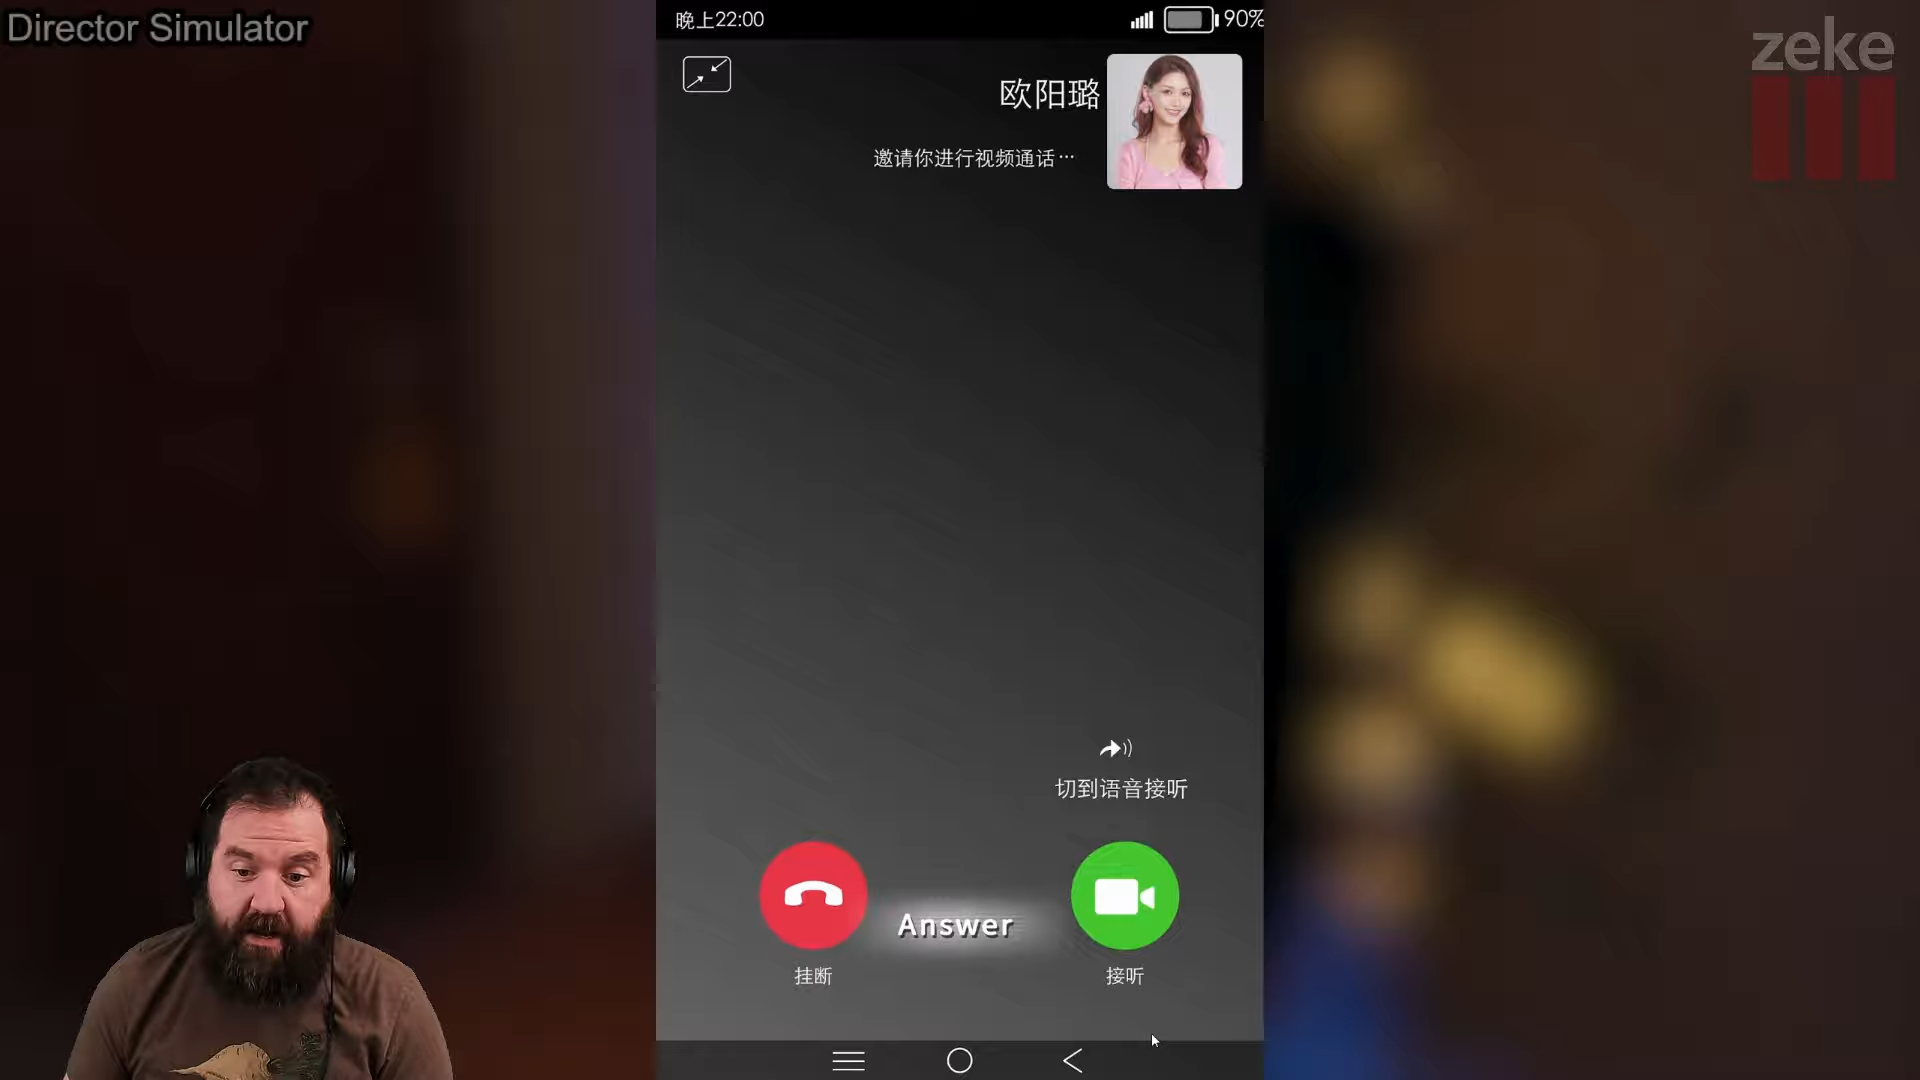 Director Simulator
zeke
晚上22:00
90%
欧阳璐
邀请你进行视频通话…
切到语音接听
Answer
挂断
接听